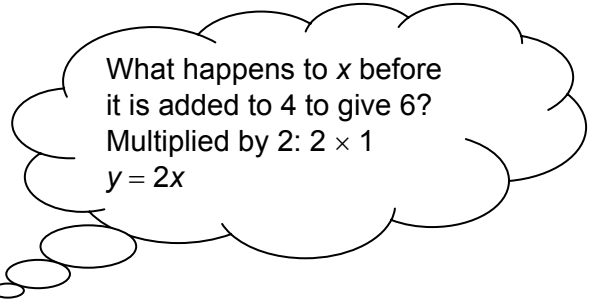 What happens to x before
it is added to 4 to give 6?
Multiplied by 2: 2 × 1
y = 2x